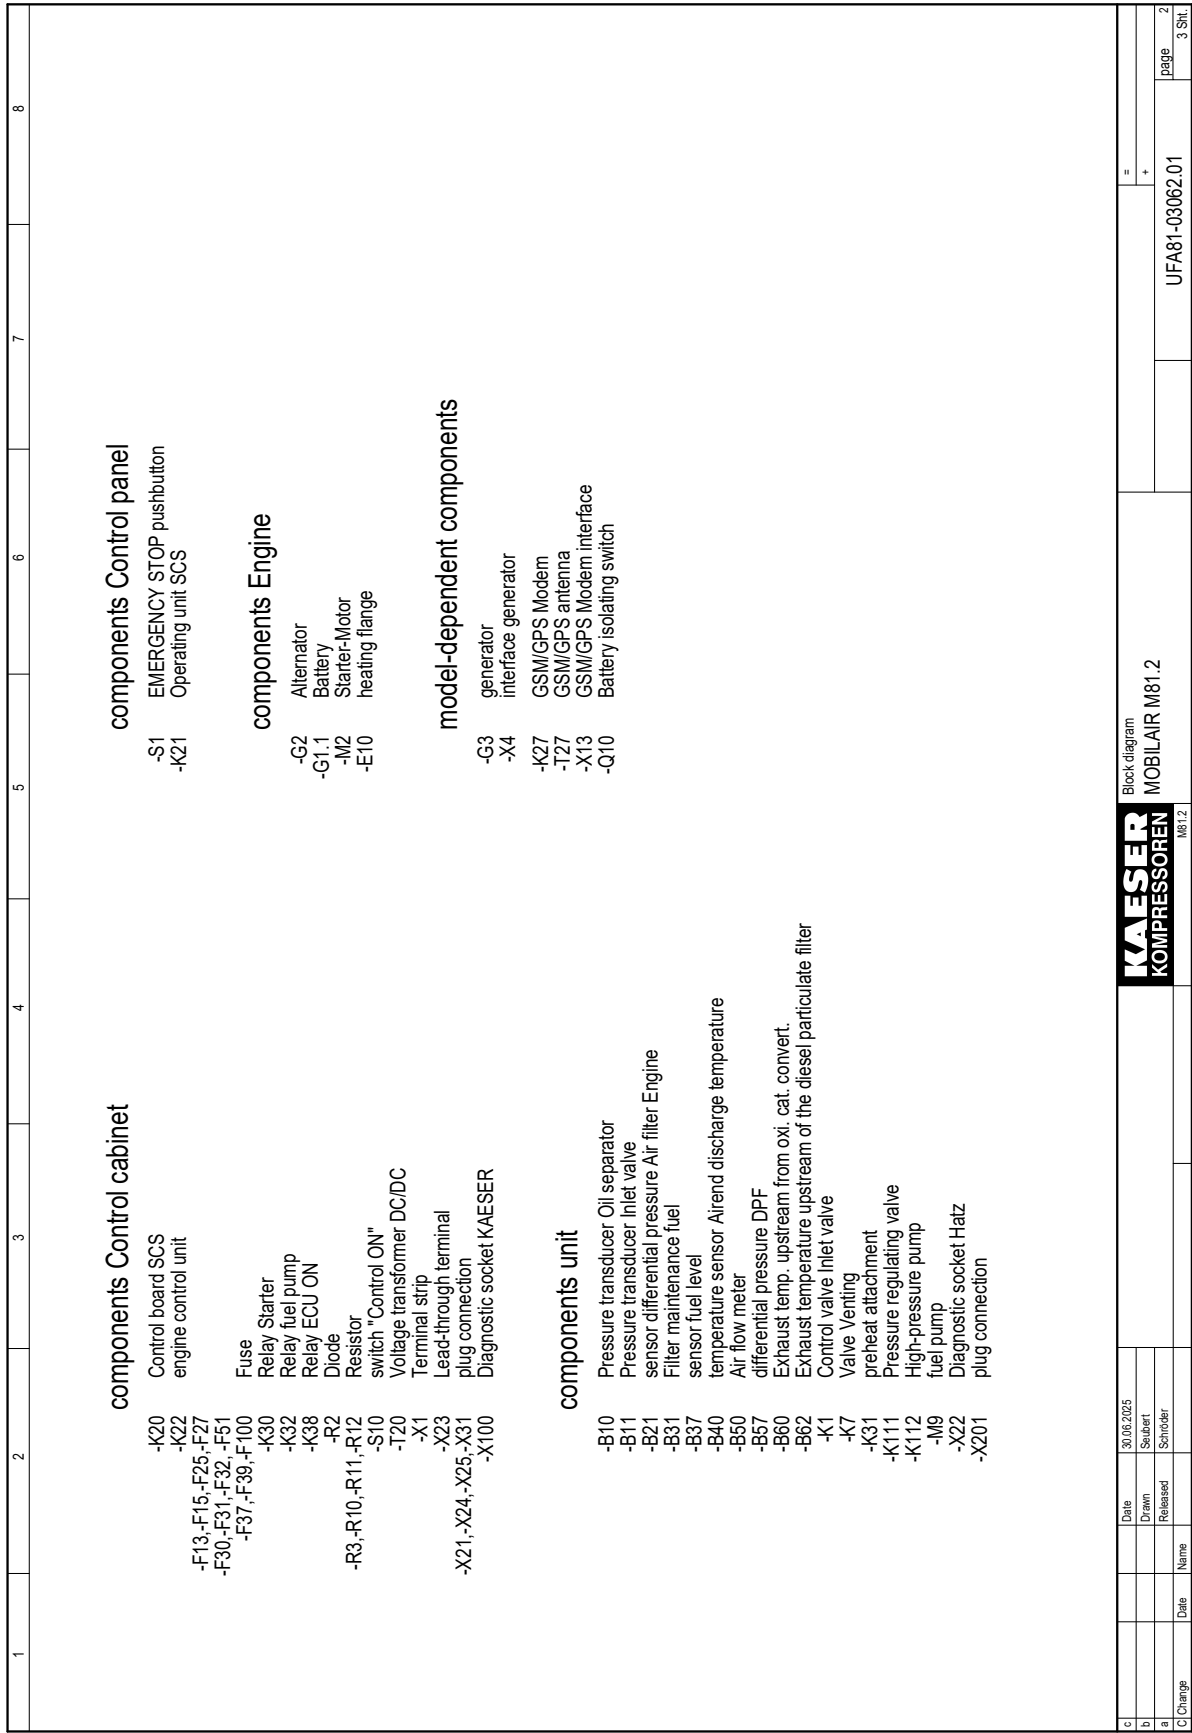 1 2 3 4 5 6 7 8
components Control cabinet
-K20 Control board SCS
-K22 engine control unit
-F13,-F15,-F25,-F27
-F30,-F31,-F32, -F51
-F37,-F39,-F100 Fuse
-K30 Relay Starter
-K32 Relay fuel pump
-K38 Relay ECU ON
-R2 Diode
-R3,-R10,-R11,-R12 Resistor
-S10 switch "Control ON"
-T20 Voltage transformer DC/DC
-X1 Terminal strip
-X23 Lead-through terminal
-X21,-X24,-X25,-X31 plug connection
-X100 Diagnostic socket KAESER
components unit
-B10 Pressure transducer Oil separator
-B11 Pressure transducer Inlet valve
-B21 sensor differential pressure Air filter Engine
-B31 Filter maintenance fuel
-B37 sensor fuel level
-B40 temperature sensor Airend discharge temperature
-B50 Air flow meter
-B57 differential pressure DPF
-B60 Exhaust temp. upstream from oxi. cat. convert.
-B62 Exhaust temperature upstream of the diesel particulate filter
-K1 Control valve Inlet valve
-K7 Valve Venting
-K31 preheat attachment
-K111 Pressure regulating valve
-K112 High-pressure pump
-M9 fuel pump
-X22 Diagnostic socket Hatz
-X201 plug connection
components Control panel
-S1 EMERGENCY STOP pushbutton
-K21 Operating unit SCS
components Engine
-G2 Alternator
-G1.1 Battery
-M2 Starter-Motor
-E10 heating flange
model-dependent components
-G3 generator
-X4 interface generator
-K27 GSM/GPS Modem
-T27 GSM/GPS antenna
-X13 GSM/GPS Modem interface
-Q10 Battery isolating switch
c Date 30.06.2025
b Drawn Seubert
a Released Schröder
C Change Date Name
KAESER
KOMPRESSOREN
M81.2
Block diagram
MOBILAIR M81.2
=
+
UFA81-03062.01
page 2
3 Sht.